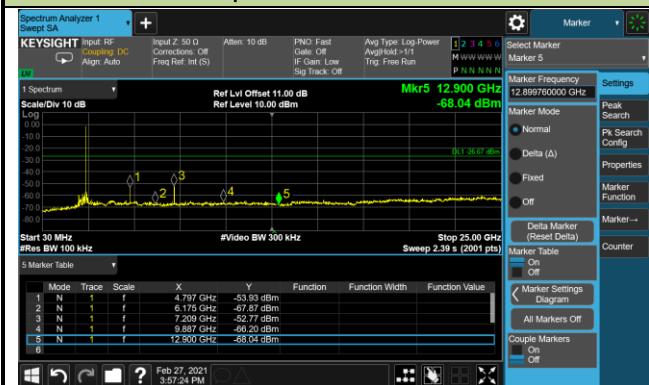 Spectrum Analyzer 1
Swept SA
Marker
KEYSIGHT
Input: RF
Coupling: DC
Align: Auto
Input Z: 50 Ω
Corrections: Off
Freq Ref: Int (S)
Atten: 10 dB
PNO: Fast
Gate: Off
IF Gain: Low
Sig Track: Off
Avg Type: Log-Power
Avg|Hold:>1/1
Trig: Free Run
1 2 3 4 5 6
M W W W W W
P N N N N N
LNI
Select Marker
Marker 5
1 Spectrum
Scale/Div 10 dB
Log
Ref Lvl Offset 11.00 dB
Ref Level 10.00 dBm
Mkr5 12.900 GHz
-68.04 dBm
0.00
-10.0
-20.0
-30.0
-40.0
-50.0
-60.0
-70.0
-80.0
DL1 -26.67 dBm
1
2
3
4
5
Start 30 MHz
#Res BW 100 kHz
#Video BW 300 kHz
Stop 25.00 GHz
Sweep 2.39 s (2001 pts)
5 Marker Table
Mode Trace Scale X Y Function Function Width Function Value
1 N 1 f 4.797 GHz -53.93 dBm
2 N 1 f 6.175 GHz -67.87 dBm
3 N 1 f 7.209 GHz -52.77 dBm
4 N 1 f 9.887 GHz -66.20 dBm
5 N 1 f 12.900 GHz -68.04 dBm
6
Marker Frequency
12.899760000 GHz
Marker Mode
Normal
Delta (Δ)
Fixed
Off
Delta Marker
(Reset Delta)
Marker Table
On
Off
Marker Settings
Diagram
All Markers Off
Couple Markers
On
Off
Settings
Peak
Search
Pk Search
Config
Properties
Marker
Function
Marker→
Counter
?
Feb 27, 2021
3:57:24 PM